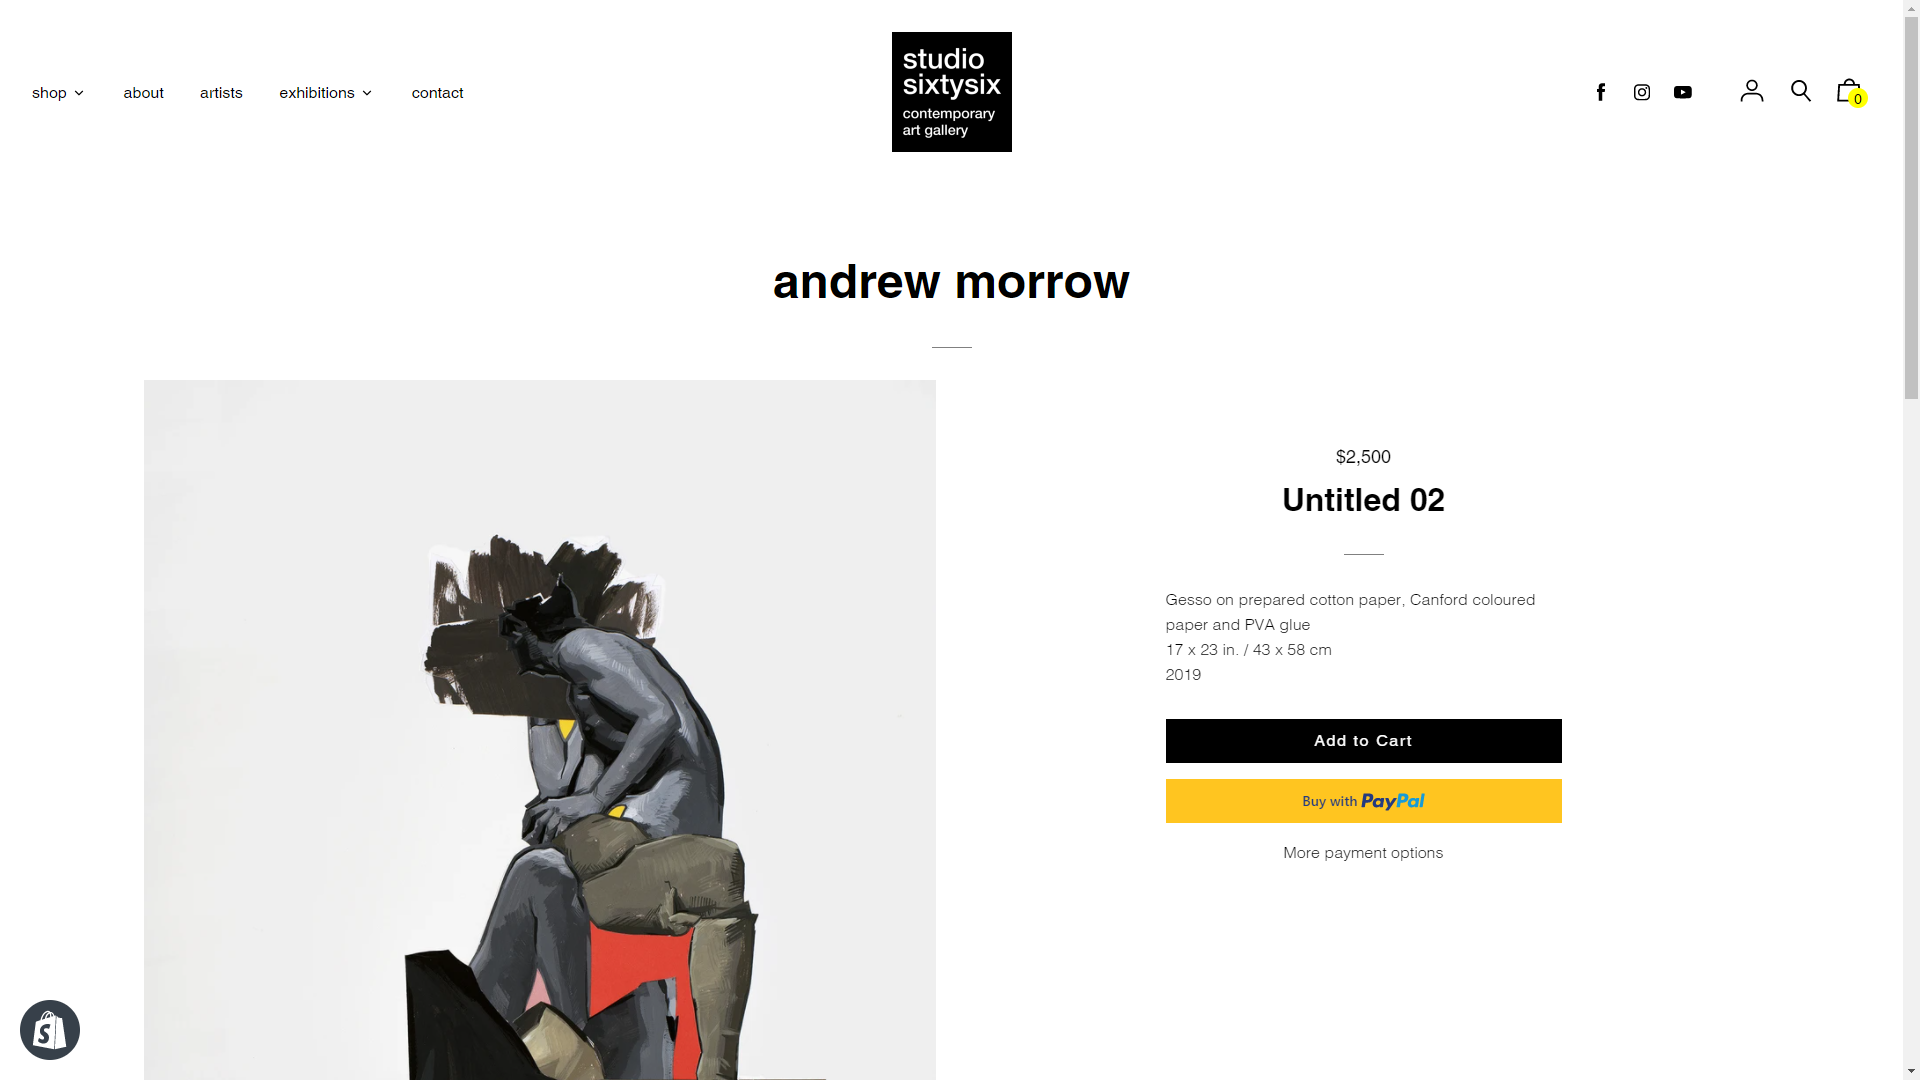 shop
about
artists
exhibitions
contact
studio
sixtysix
contemporary
art gallery
0
andrew morrow
$2,500
Untitled 02
Gesso on prepared cotton paper, Canford coloured
paper and PVA glue
17 x 23 in. / 43 x 58 cm
2019
Add to Cart
Buy with PayPal
More payment options